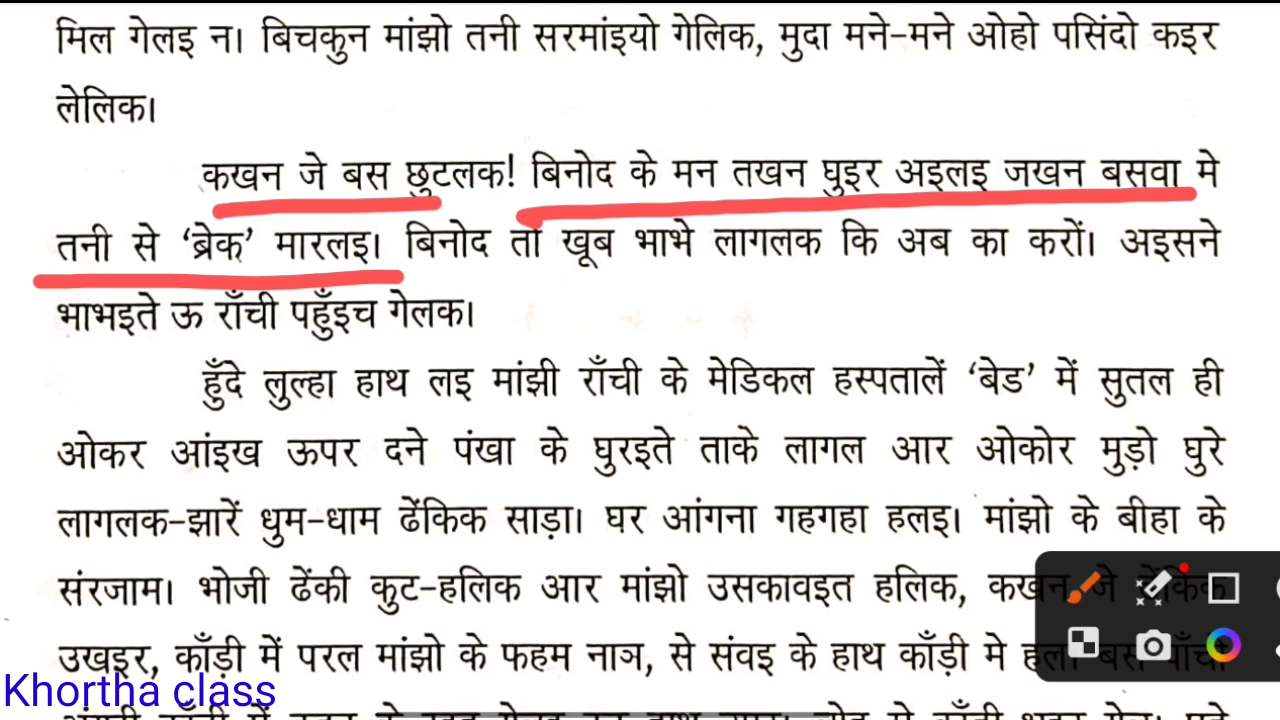 मिल गेलइ न। बिचकुन मांझो तनी सरमांइयो गेलिक, मुदा मने-मने ओहो पसिंदो कइर
लेलिक।
कखन जे बस छुटलक! बिनोद के मन तखन घुइर अइलइ जखन बसवा मे
तनी से ‘ब्रेक’ मारलइ। बिनोद तो खूब भाभे लागलक कि अब का करों। अइसने
भाभइते ऊ राँची पहुँइच गेलक।
हुँदे लुल्हा हाथ लइ मांझी राँची के मेडिकल हस्पतालें ‘बेड’ में सुतल ही
ओकर आंइख ऊपर दने पंखा के घुरइते ताके लागल आर ओकोर मुड़ो घुरे
लागलक-झारें धुम-धाम ढेंकिक साड़ा। घर आंगना गहगहा हलइ। मांझो के बीहा के
संरजाम। भोजी ढेंकी कुट-हलिक आर मांझो उसकावइत हलिक, कखन जे ढेंकिक
उखइर, काँड़ी में परल मांझो के फहम नाञ, से संवइ के हाथ काँड़ी मे हला बस पाँचो
Khortha class